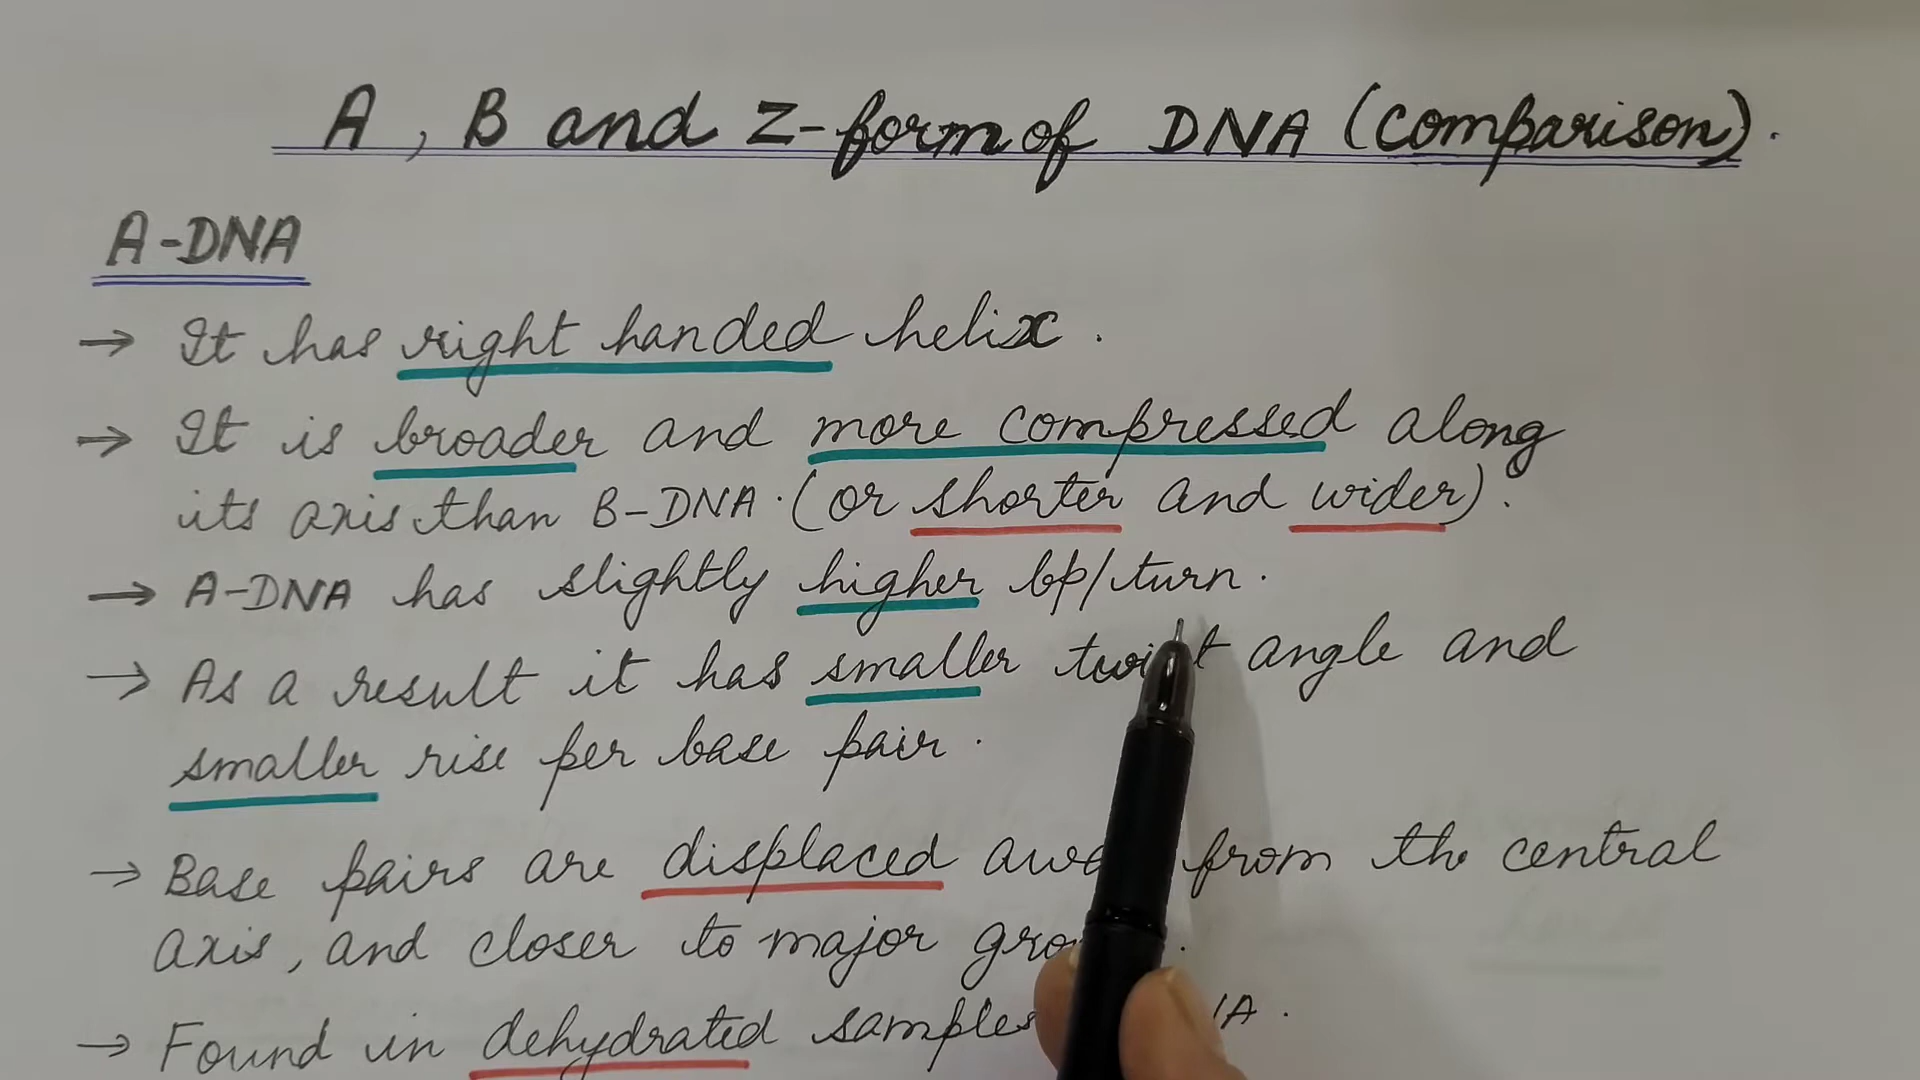 A, B and Z-form of DNA (comparison).
A-DNA
→ It has right handed helix.
→ It is broader and more compressed along
its axis than B-DNA. (or shorter and wider).
→ A-DNA has slightly higher bp/turn.
→ As a result it has smaller twist angle and
smaller rise per base pair.
→ Base pairs are displaced away from the central
axis, and closer to major
→ Found in dehydrated samples